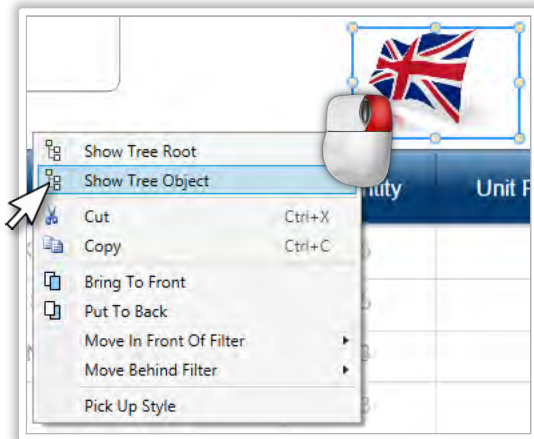 Show Tree Root
Show Tree Object
Cut Ctrl+X
Copy Ctrl+C
Bring To Front
Put To Back
Move In Front Of Filter
Move Behind Filter
Pick Up Style
Unit